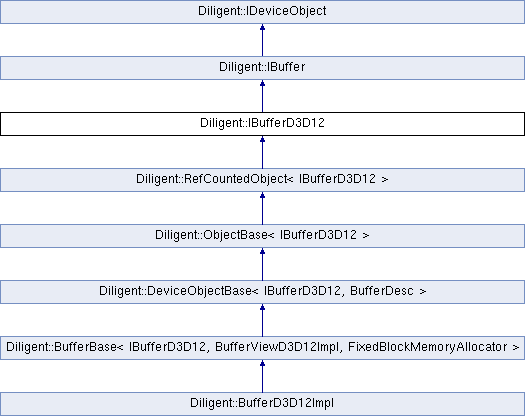 Diligent::IDeviceObject
Diligent::IBuffer
Diligent::IBufferD3D12
Diligent::RefCountedObject< IBufferD3D12 >
Diligent::ObjectBase< IBufferD3D12 >
Diligent::DeviceObjectBase< IBufferD3D12, BufferDesc >
Diligent::BufferBase< IBufferD3D12, BufferViewD3D12Impl, FixedBlockMemoryAllocator >
Diligent::BufferD3D12Impl